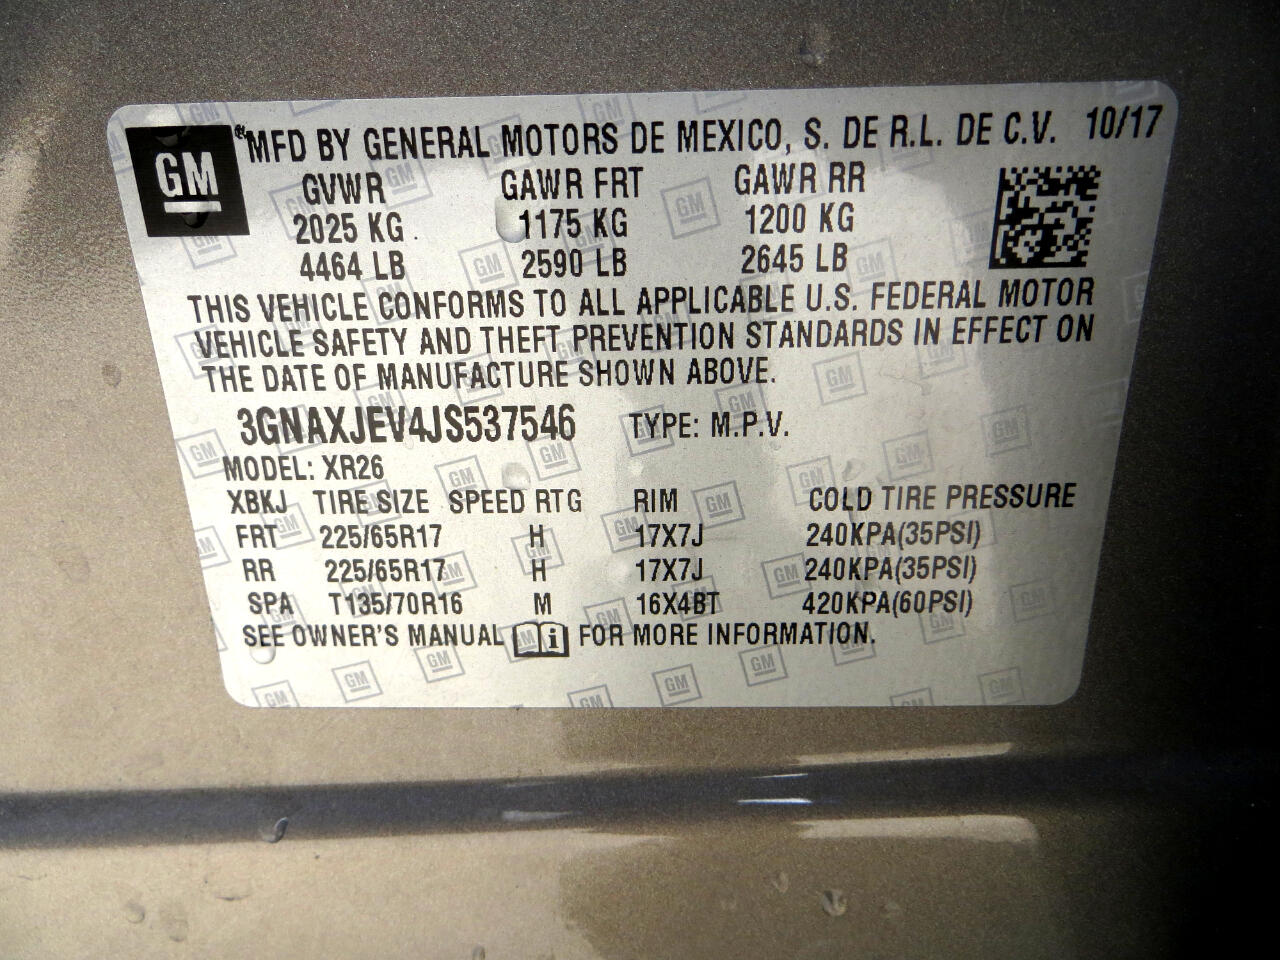 GM ® MFD BY GENERAL MOTORS DE MEXICO, S. DE R.L. DE C.V. 10/17
GVWR GAWR FRT GAWR RR
2025 KG 1175 KG 1200 KG
4464 LB 2590 LB 2645 LB
THIS VEHICLE CONFORMS TO ALL APPLICABLE U.S. FEDERAL MOTOR
VEHICLE SAFETY AND THEFT PREVENTION STANDARDS IN EFFECT ON
THE DATE OF MANUFACTURE SHOWN ABOVE.
3GNAXJEV4JS537546 TYPE: M.P.V.
MODEL: XR26
XBKJ TIRE SIZE SPEED RTG RIM COLD TIRE PRESSURE
FRT 225/65R17 H 17X7J 240KPA(35PSI)
RR 225/65R17 H 17X7J 240KPA(35PSI)
SPA T135/70R16 M 16X4BT 420KPA(60PSI)
SEE OWNER'S MANUAL i FOR MORE INFORMATION.